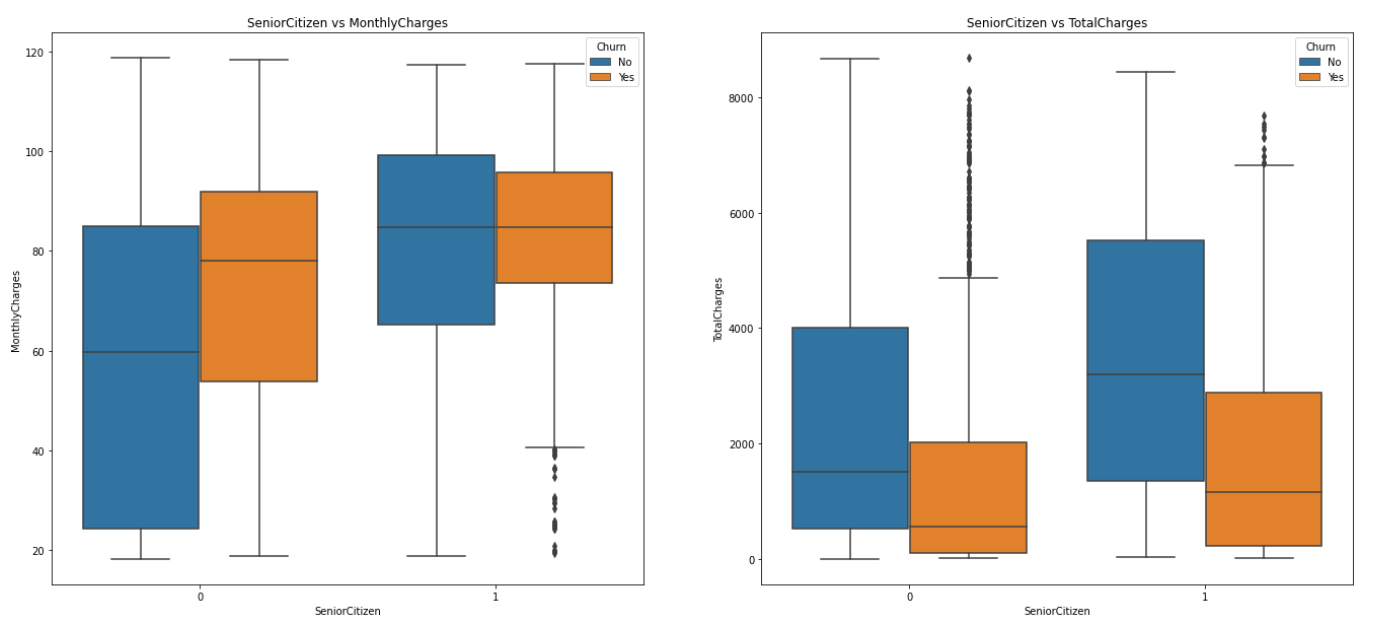 SeniorCitizen vs MonthlyCharges
120
100
80
60
40
20
MonthlyCharges
0
1
SeniorCitizen
Churn
No
Yes
SeniorCitizen vs TotalCharges
8000
6000
4000
2000
0
TotalCharges
0
1
SeniorCitizen
Churn
No
Yes